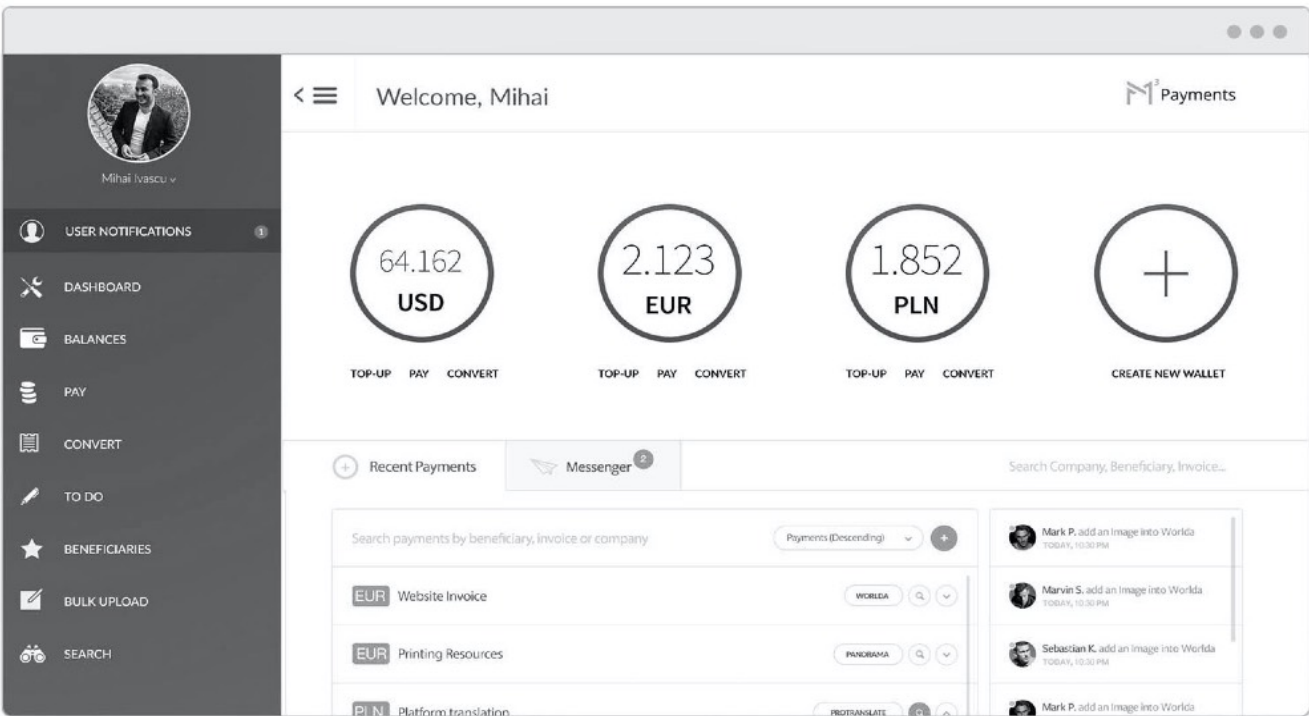 Welcome, Mihai
M³ Payments
Mihai Ivascu
USER NOTIFICATIONS 1
DASHBOARD
BALANCES
PAY
CONVERT
TO DO
BENEFICIARIES
BULK UPLOAD
SEARCH
64.162 2.123 1.852
USD EUR PLN
TOP-UP PAY CONVERT TOP-UP PAY CONVERT TOP-UP PAY CONVERT CREATE NEW WALLET
Recent Payments Messenger 2 Search Company, Beneficiary, Invoice...
Search payments by beneficiary, invoice or company Payments (Descending)
EUR Website Invoice WORLDA
EUR Printing Resources PANORAMA
PLN Platform translation PROTRANSLATE
Mark P. add an Image into Worlda
TODAY, 10:30 PM
Marvin S. add an Image into Worlda
TODAY, 10:30 PM
Sebastian K. add an Image into Worlda
TODAY, 10:30 PM
Mark P. add an Image into Worlda